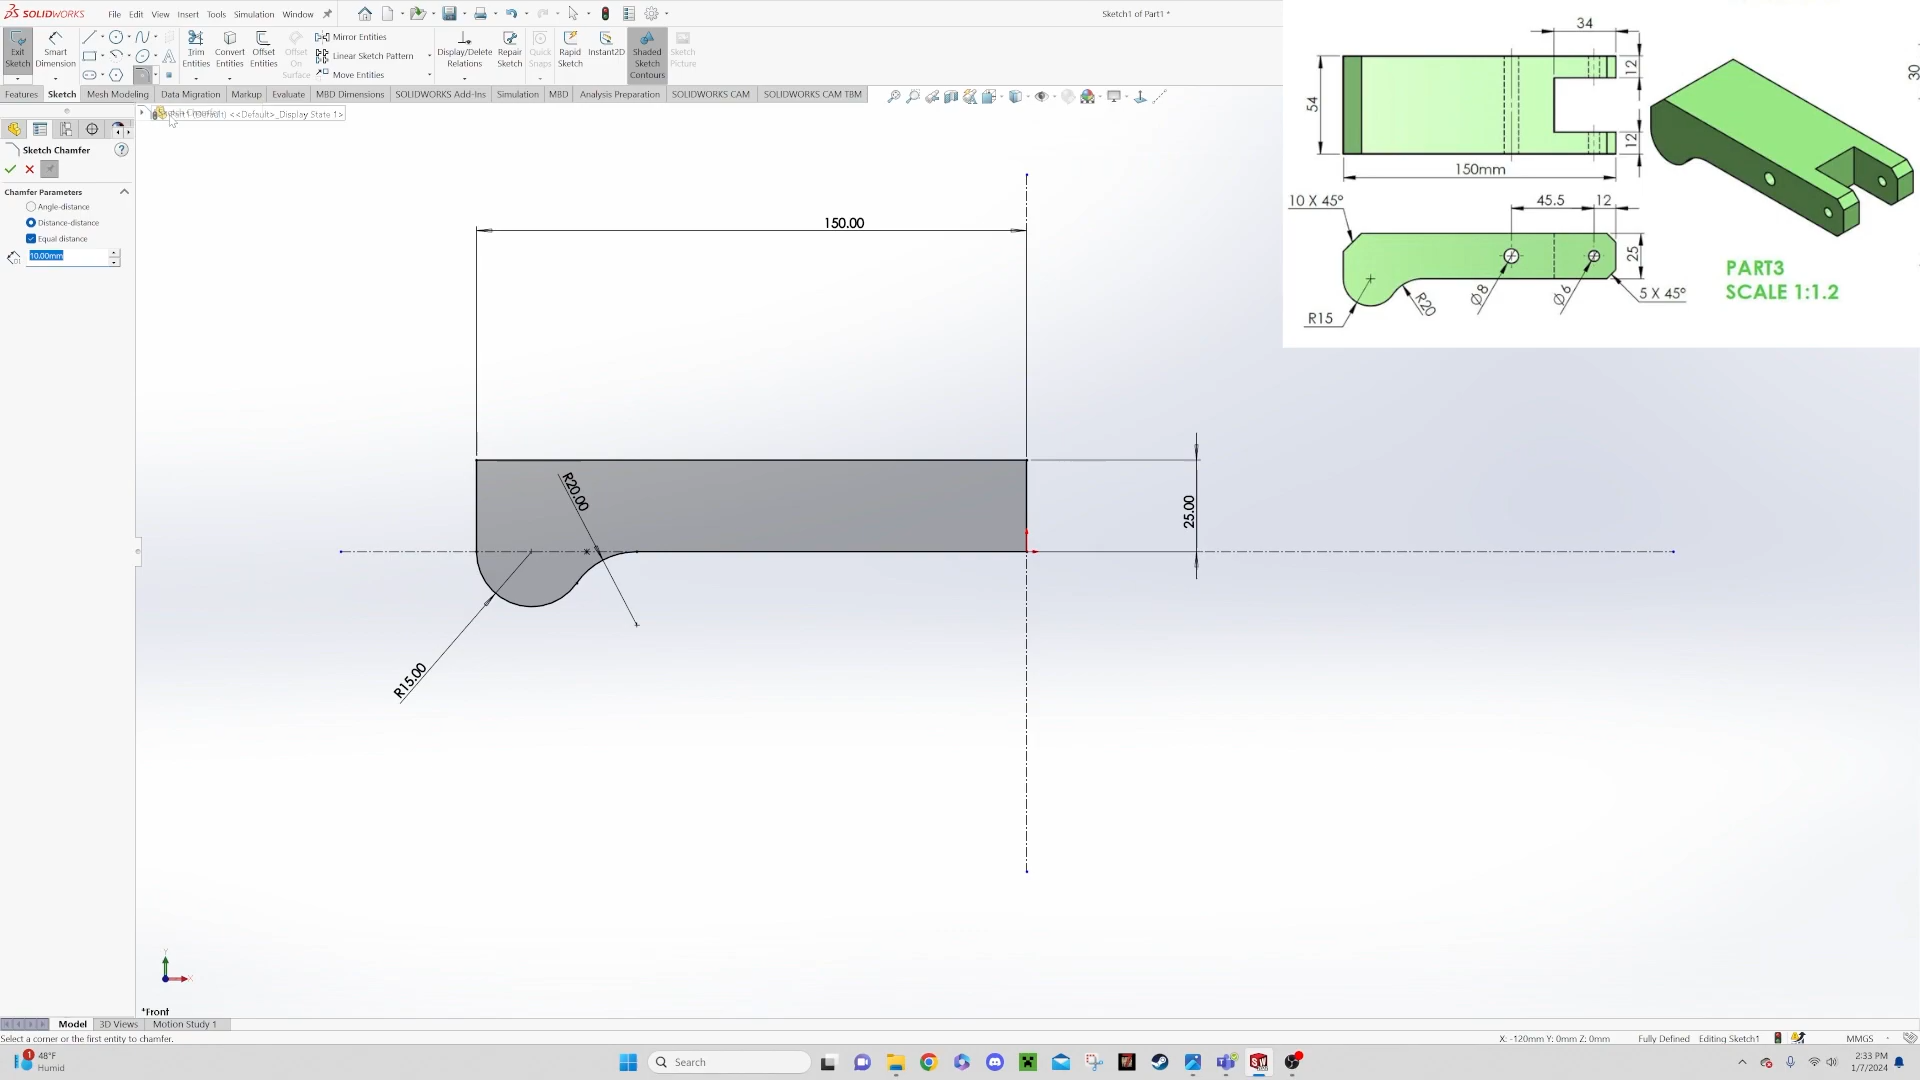 SOLIDWORKS File Edit View Insert Tools Simulation Window Sketch1 of Part1 *
Exit Sketch
Smart Dimension
Trim Entities
Convert Entities
Offset Entities
Offset On Surface
Mirror Entities
Linear Sketch Pattern
Move Entities
Display/Delete Relations
Repair Sketch
Quick Snaps
Rapid Sketch
Instant2D
Shaded Sketch Contours
Sketch Picture
Features Sketch Mesh Modeling Data Migration Markup Evaluate MBD Dimensions SOLIDWORKS Add-Ins Simulation MBD Analysis Preparation SOLIDWORKS CAM SOLIDWORKS CAM TBM
Part1 (Default) <<Default>_Display State 1>
Sketch Chamfer
Chamfer Parameters
Angle-distance
Distance-distance
Equal distance
10.00mm
150.00
R20.00
25.00
R15.00
34
12
54
12
150mm
30
10 X 45°
45.5
12
25
R15
R20
Ø8
Ø6
5 X 45°
PART3
SCALE 1:1.2
Y
X
*Front
Model 3D Views Motion Study 1
Select a corner or the first entity to chamfer.
X: -120mm Y: 0mm Z: 0mm Fully Defined Editing Sketch1 MMGS
1
48°F
Humid
Search
2:33 PM
1/7/2024